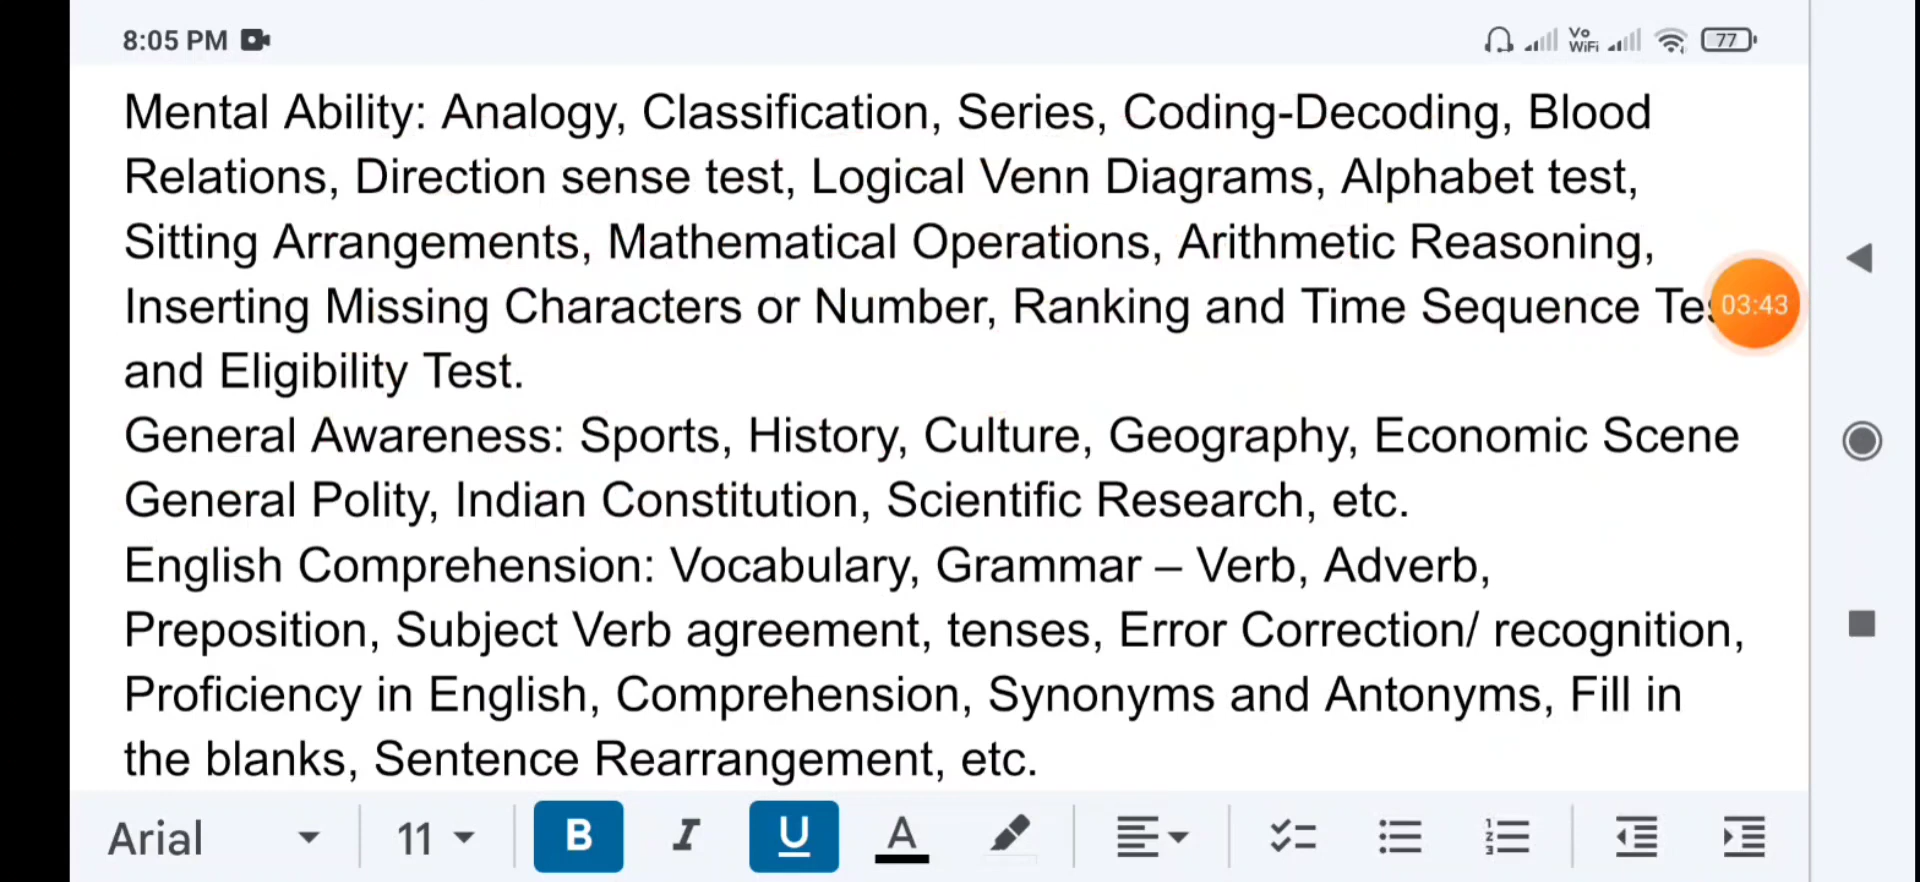 8:05 PM
Vo
WiFi
77
Mental Ability: Analogy, Classification, Series, Coding-Decoding, Blood
Relations, Direction sense test, Logical Venn Diagrams, Alphabet test,
Sitting Arrangements, Mathematical Operations, Arithmetic Reasoning,
Inserting Missing Characters or Number, Ranking and Time Sequence
03:43
and Eligibility Test.
General Awareness: Sports, History, Culture, Geography, Economic Scene
General Polity, Indian Constitution, Scientific Research, etc.
English Comprehension: Vocabulary, Grammar – Verb, Adverb,
Preposition, Subject Verb agreement, tenses, Error Correction/ recognition,
Proficiency in English, Comprehension, Synonyms and Antonyms, Fill in
the blanks, Sentence Rearrangement, etc.
Arial 11 B I U A